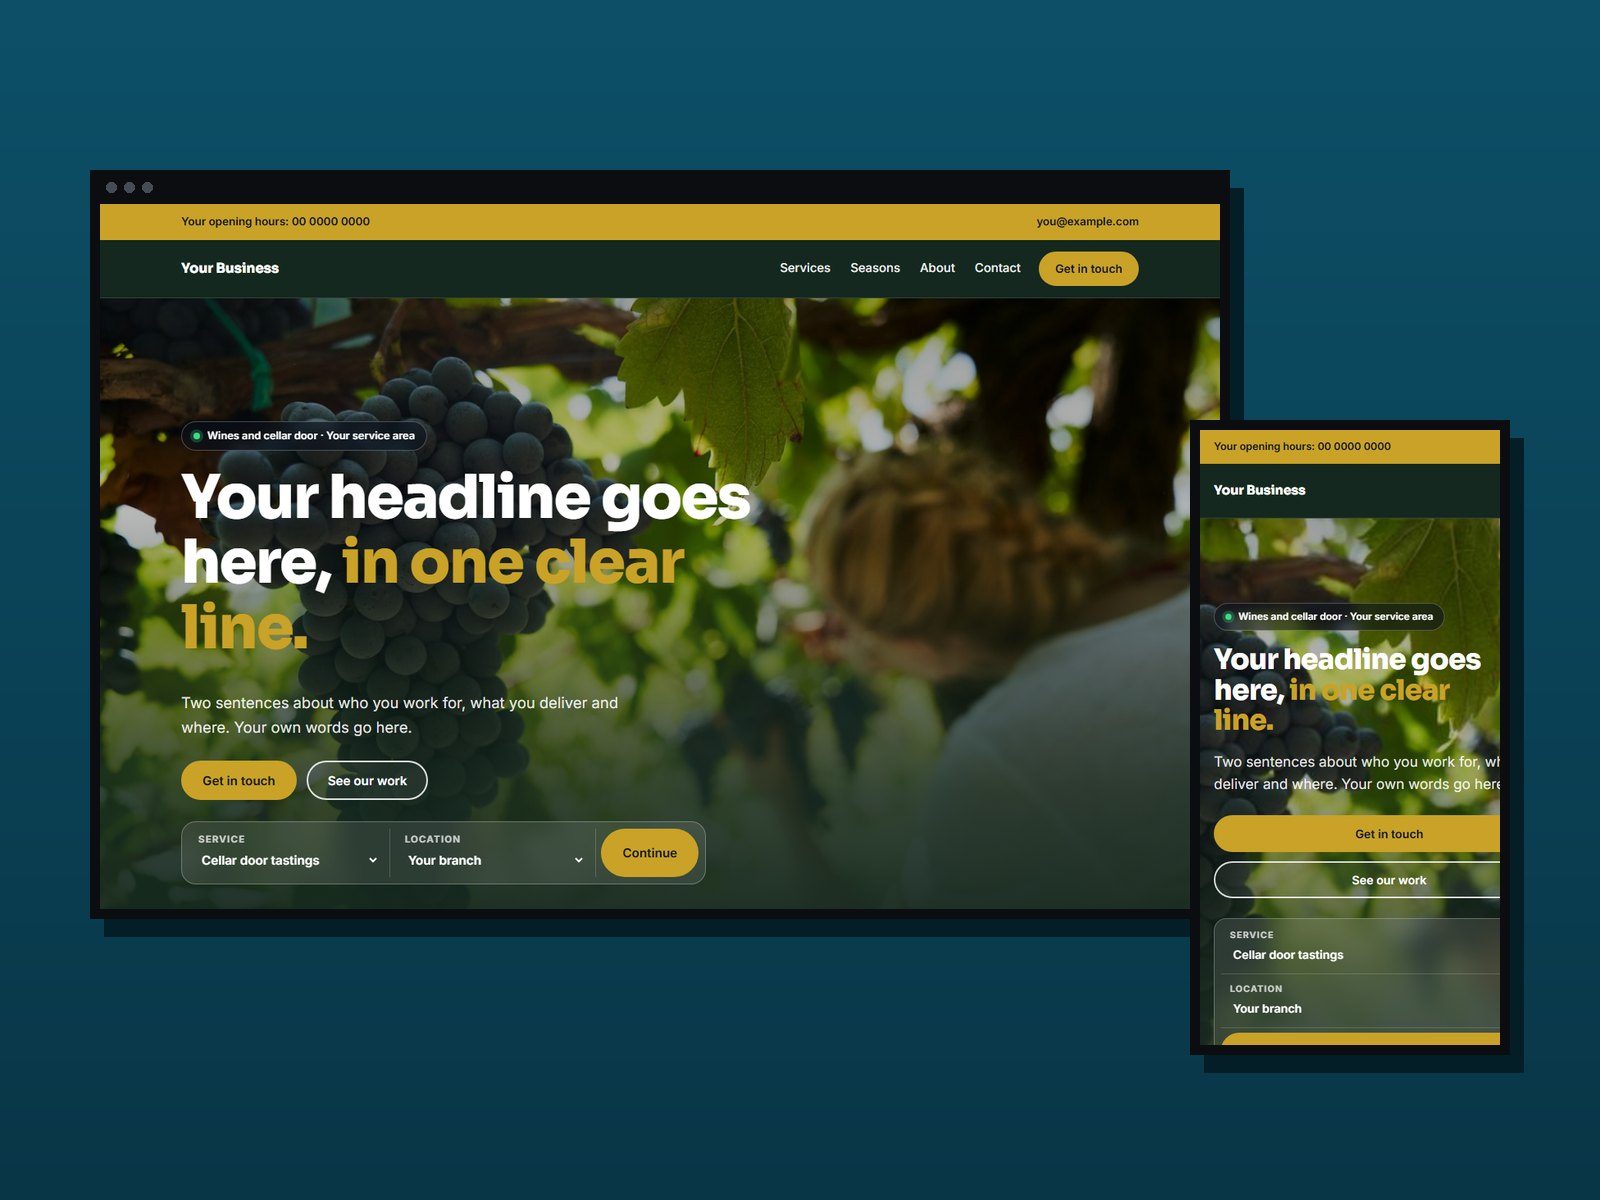 Your opening hours: 00 0000 0000
you@example.com
Your Business
Services
Seasons
About
Contact
Get in touch
Wines and cellar door · Your service area
Your headline goes
here, in one clear
line.
Two sentences about who you work for, what you deliver and
where. Your own words go here.
Get in touch
See our work
SERVICE
LOCATION
Cellar door tastings
Your branch
Continue
Your opening hours: 00 0000 0000
Your Business
Wines and cellar door · Your service area
Your headline goes
here, in one clear
line.
Two sentences about who you work for, wh
deliver and where. Your own words go here
Get in touch
See our work
SERVICE
Cellar door tastings
LOCATION
Your branch